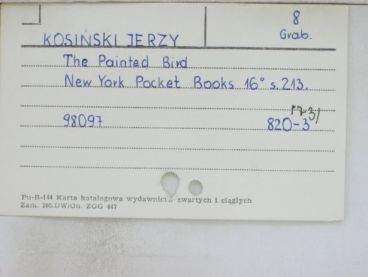 8
Grab.
KOSIŃSKI JERZY
The Painted Bird
New York Pocket Books 16° s. 213.
98097
820-3
Pu-B-144 Karta katalogowa wydawnictw zwartych i ciągłych